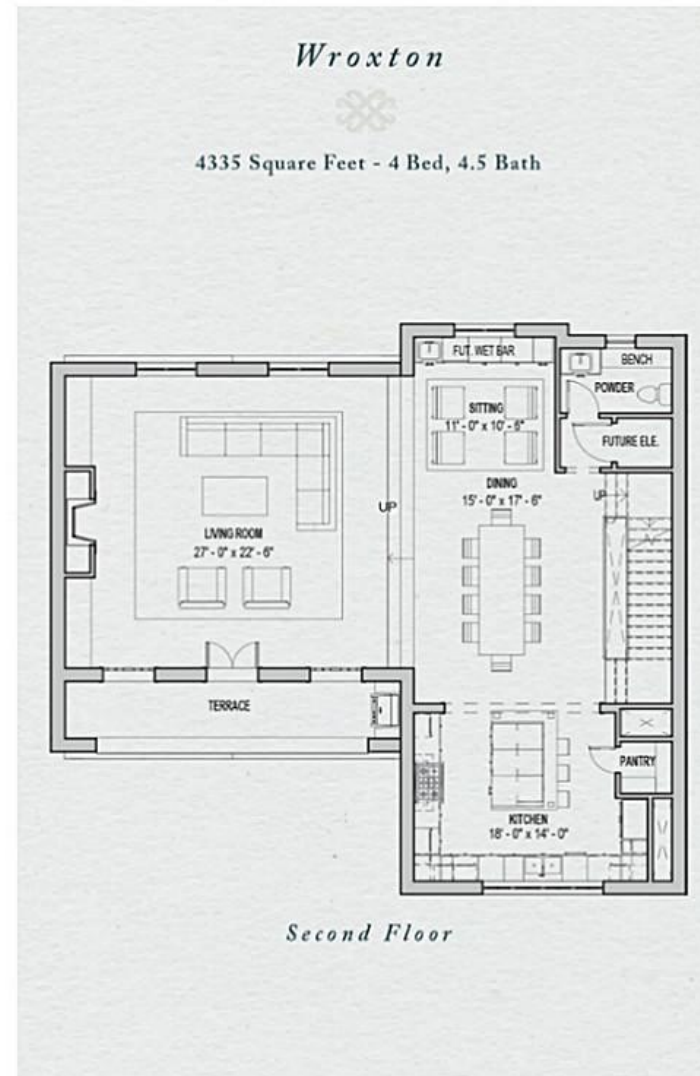 Wroxton
4335 Square Feet - 4 Bed, 4.5 Bath
FUT. WET BAR
BENCH
POWDER
SITTING
11' - 0" x 10' - 6"
FUTURE ELE.
DINING
15' - 0" x 17' - 6"
UP
UP
LIVING ROOM
27' - 0" x 22' - 6"
TERRACE
PANTRY
KITCHEN
18' - 0" x 14' - 0"
Second Floor